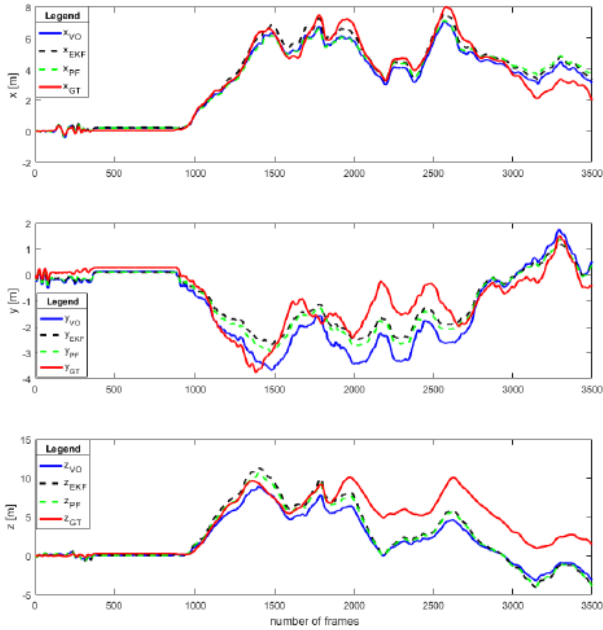 Legend
xVO
xEKF
xPF
xGT
x [m]
8
6
4
2
0
-2
0 500 1000 1500 2000 2500 3000 3500
Legend
yVO
yEKF
yPF
yGT
y [m]
2
1
0
-1
-2
-3
-4
0 500 1000 1500 2000 2500 3000 3500
Legend
zVO
zEKF
zPF
zGT
z [m]
15
10
5
0
-5
0 500 1000 1500 2000 2500 3000 3500
number of frames